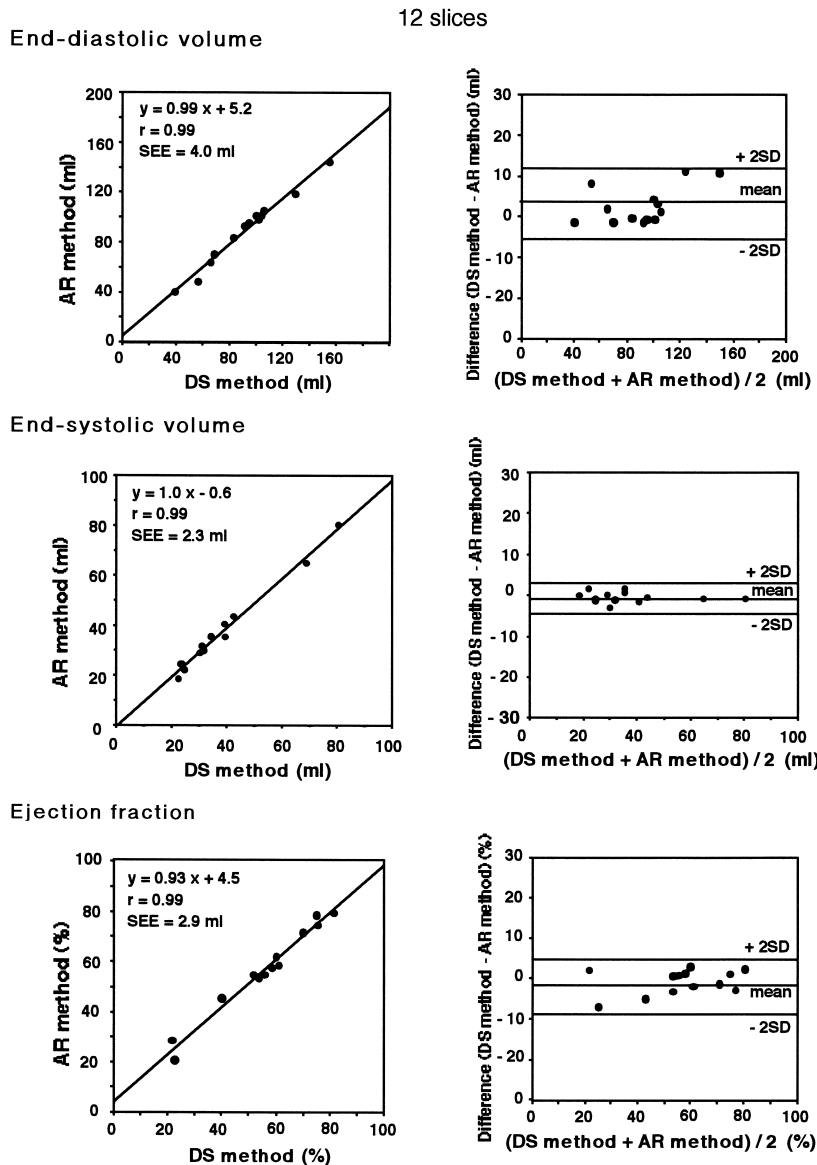 12 slices
End-diastolic volume
200
160
120
80
40
0
AR method (ml)
y = 0.99 x + 5.2
r = 0.99
SEE = 4.0 ml
0 40 80 120 160
DS method (ml)
30
20
10
0
- 10
- 20
0
Difference (DS method - AR method) (ml)
+ 2SD
mean
- 2SD
0 40 80 120 160 200
(DS method + AR method) / 2 (ml)
End-systolic volume
100
80
60
40
20
0
AR method (ml)
y = 1.0 x - 0.6
r = 0.99
SEE = 2.3 ml
0 20 40 60 80 100
DS method (ml)
30
20
10
0
- 10
- 20
- 30
Difference (DS method - AR method) (ml)
+ 2SD
mean
- 2SD
0 20 40 60 80 100
(DS method + AR method) / 2 (ml)
Ejection fraction
100
80
60
40
20
0
AR method (%)
y = 0.93 x + 4.5
r = 0.99
SEE = 2.9 ml
0 20 40 60 80 100
DS method (%)
30
20
10
0
- 10
- 20
0
Difference (DS method - AR method) (%)
+ 2SD
mean
- 2SD
0 20 40 60 80 100
(DS method + AR method) / 2 (%)